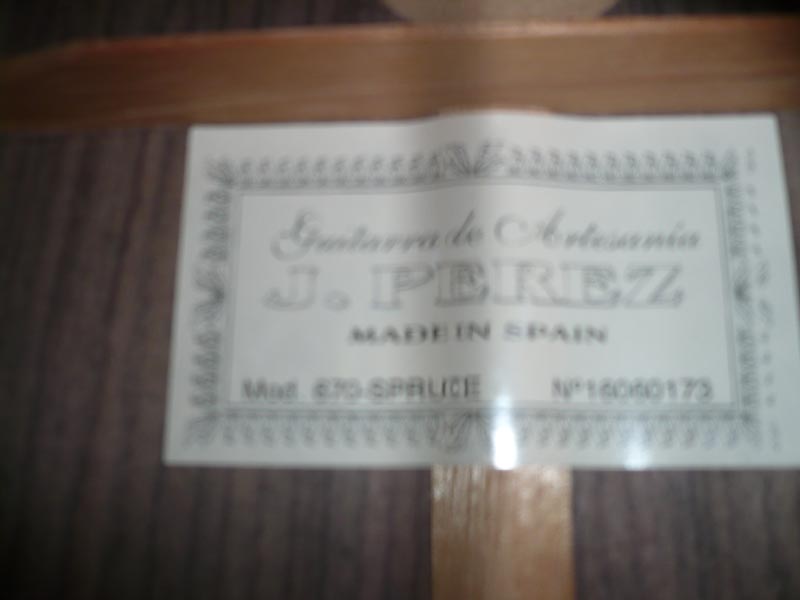 Guitarra de Artesanía
J. PEREZ
MADE IN SPAIN
Mod. 670-SPRUCE Nº16060173